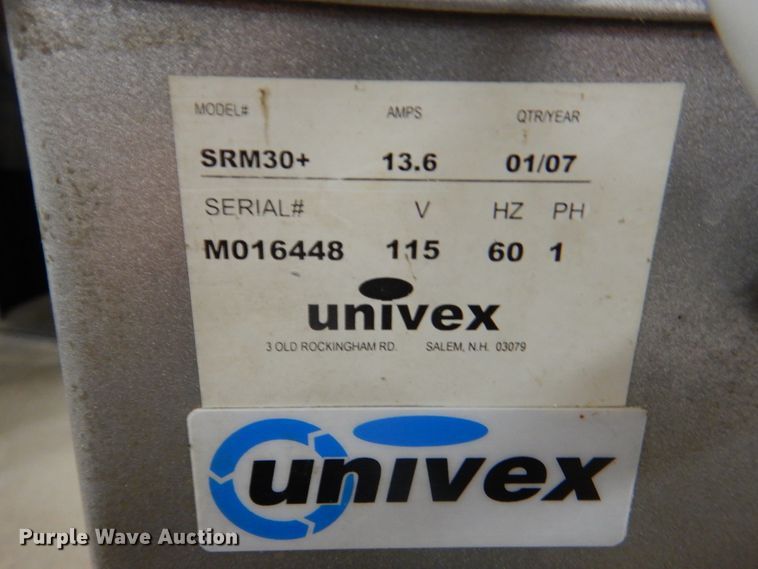 MODEL# AMPS QTR/YEAR
SRM30+ 13.6 01/07
SERIAL# V HZ PH
M016448 115 60 1
univex
3 OLD ROCKINGHAM RD. SALEM, N.H. 03079
univex
Purple Wave Auction